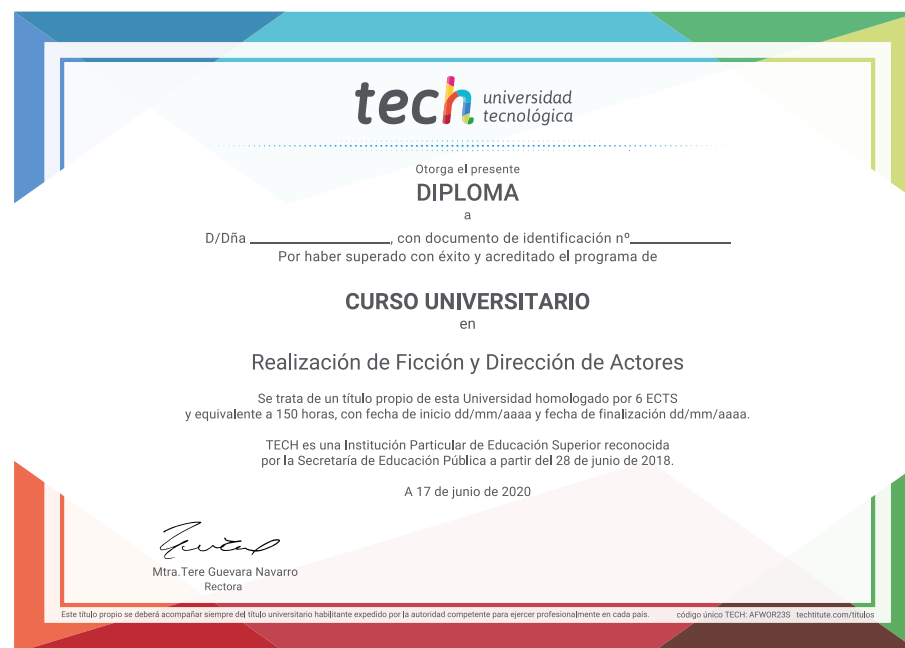 tech universidad
tecnológica
Otorga el presente
DIPLOMA
a
D/Dña ____________________, con documento de identificación nº______________
Por haber superado con éxito y acreditado el programa de
CURSO UNIVERSITARIO
en
Realización de Ficción y Dirección de Actores
Se trata de un título propio de esta Universidad homologado por 6 ECTS
y equivalente a 150 horas, con fecha de inicio dd/mm/aaaa y fecha de finalización dd/mm/aaaa.
TECH es una Institución Particular de Educación Superior reconocida
por la Secretaría de Educación Pública a partir del 28 de junio de 2018.
A 17 de junio de 2020
Mtra.Tere Guevara Navarro
Rectora
Este título propio se deberá acompañar siempre del título universitario habilitante expedido por la autoridad competente para ejercer profesionalmente en cada país. código único TECH: AFWOR23S techtitute.com/titulos